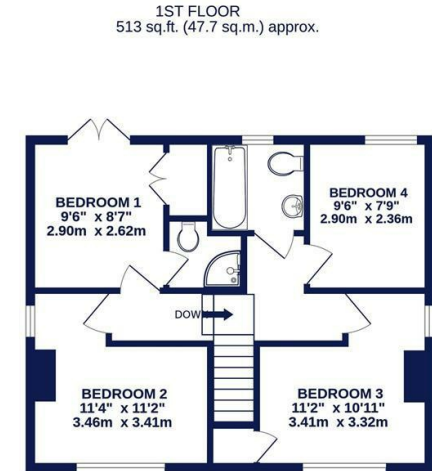 1ST FLOOR
513 sq.ft. (47.7 sq.m.) approx.
BEDROOM 1
9'6" x 8'7"
2.90m x 2.62m
BEDROOM 4
9'6" x 7'9"
2.90m x 2.36m
DOWN
BEDROOM 2
11'4" x 11'2"
3.46m x 3.41m
BEDROOM 3
11'2" x 10'11"
3.41m x 3.32m